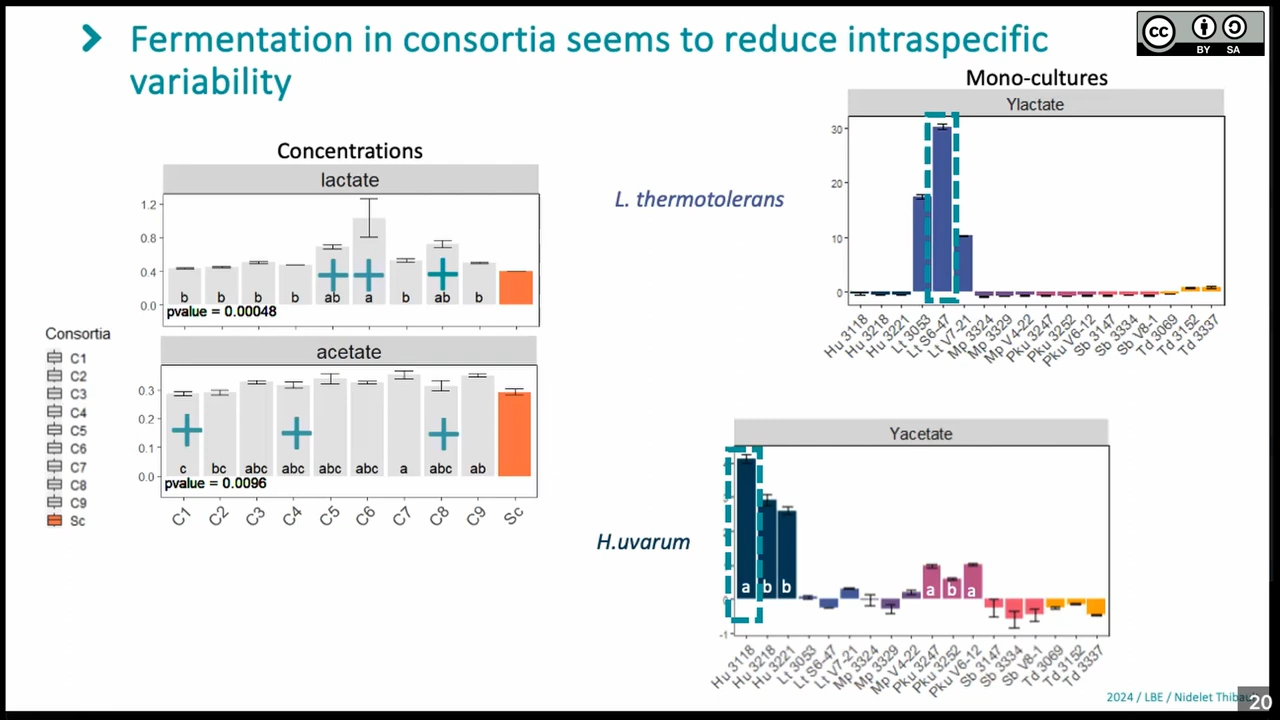 Fermentation in consortia seems to reduce intraspecific
variability
cc
BY SA
Mono-cultures
Ylactate
30
20
10
0
Hu 3118
Hu 3218
Hu 3221
Lt 3053
Lt S6-47
Lt V7-21
Mp 3324
Mp 3329
Mp V4-22
Pku 3247
Pku 3252
Pku V6-12
Sb 3147
Sb 3334
Sb V8-1
Td 3069
Td 3152
Td 3337
L. thermotolerans
Concentrations
lactate
1.2
0.8
0.4
0.0
b b b b ab a b ab b
pvalue = 0.00048
acetate
0.3
0.2
0.1
0.0
c bc abc abc abc abc a abc ab
pvalue = 0.0096
C1 C2 C3 C4 C5 C6 C7 C8 C9 Sc
Consortia
C1
C2
C3
C4
C5
C6
C7
C8
C9
Sc
Yacetate
0
-1
a b b a b a
Hu 3118
Hu 3218
Hu 3221
Lt 3053
Lt S6-47
Lt V7-21
Mp 3324
Mp 3329
Mp V4-22
Pku 3247
Pku 3252
Pku V6-12
Sb 3147
Sb 3334
Sb V8-1
Td 3069
Td 3152
Td 3337
H.uvarum
2024 / LBE / Nidelet
20